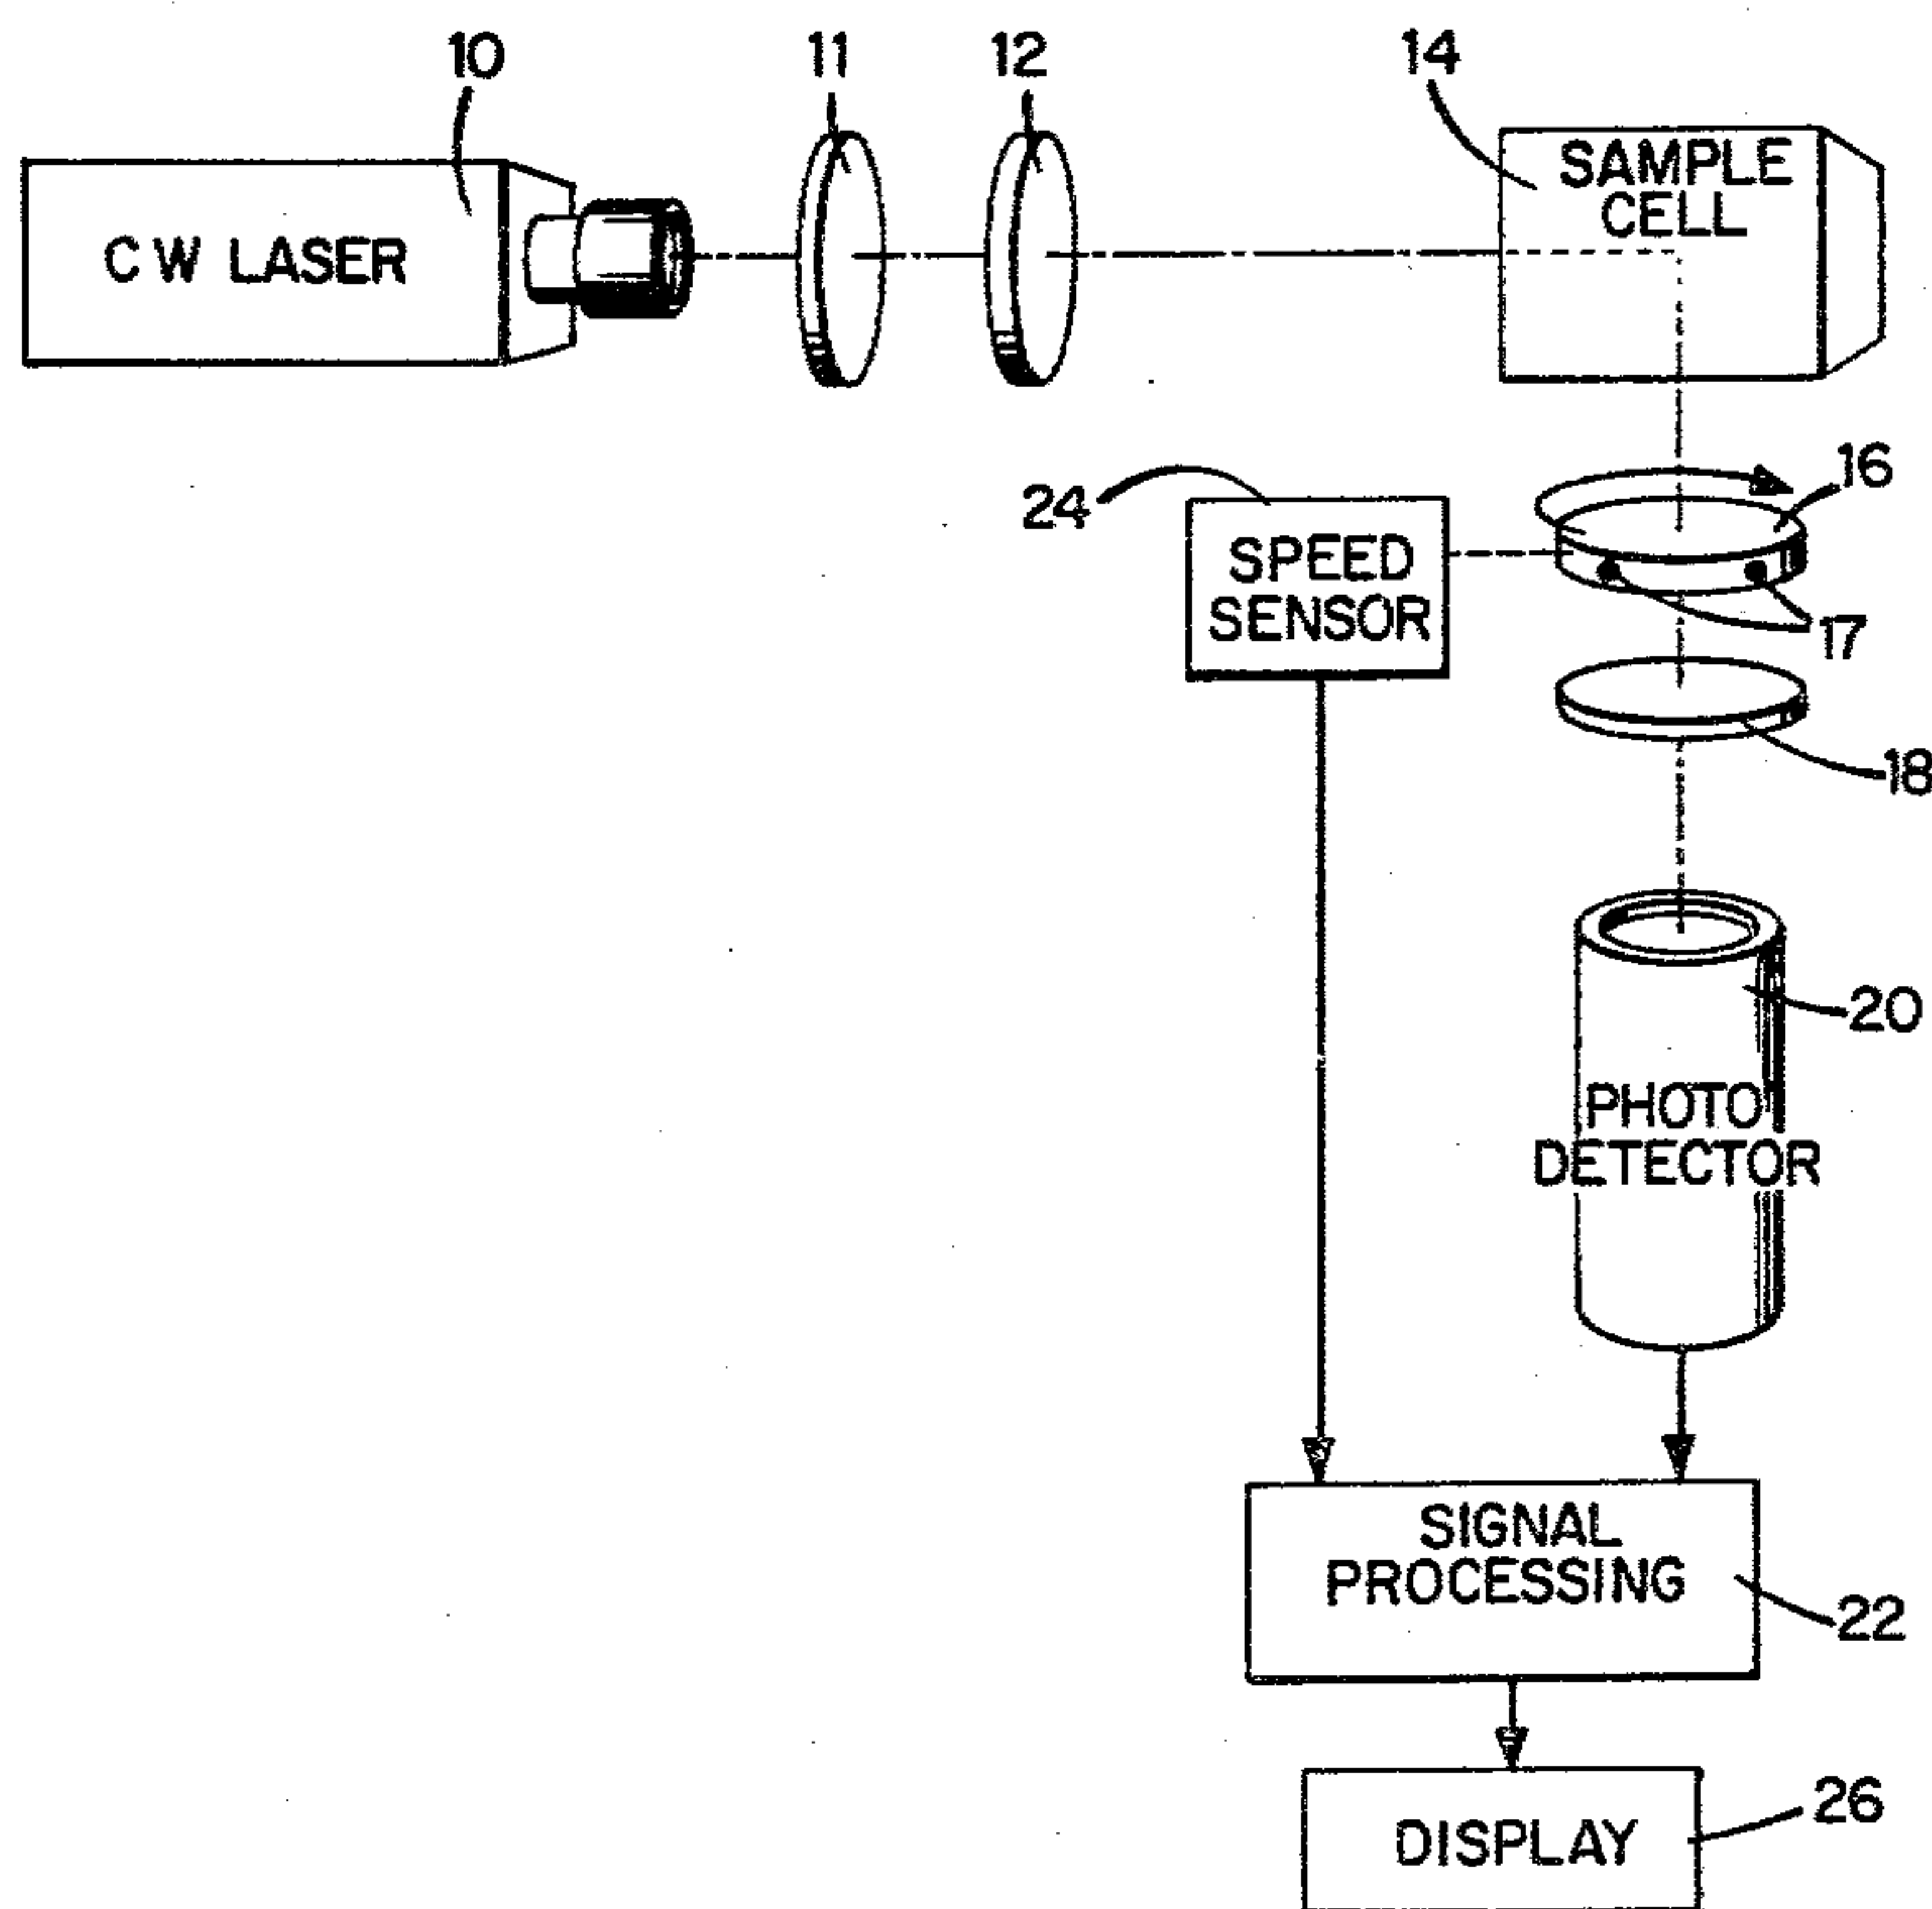 10
11
12
14
CW LASER
SAMPLE
CELL
16
24
SPEED
SENSOR
17
18
20
PHOTO
DETECTOR
SIGNAL
PROCESSING
22
26
DISPLAY